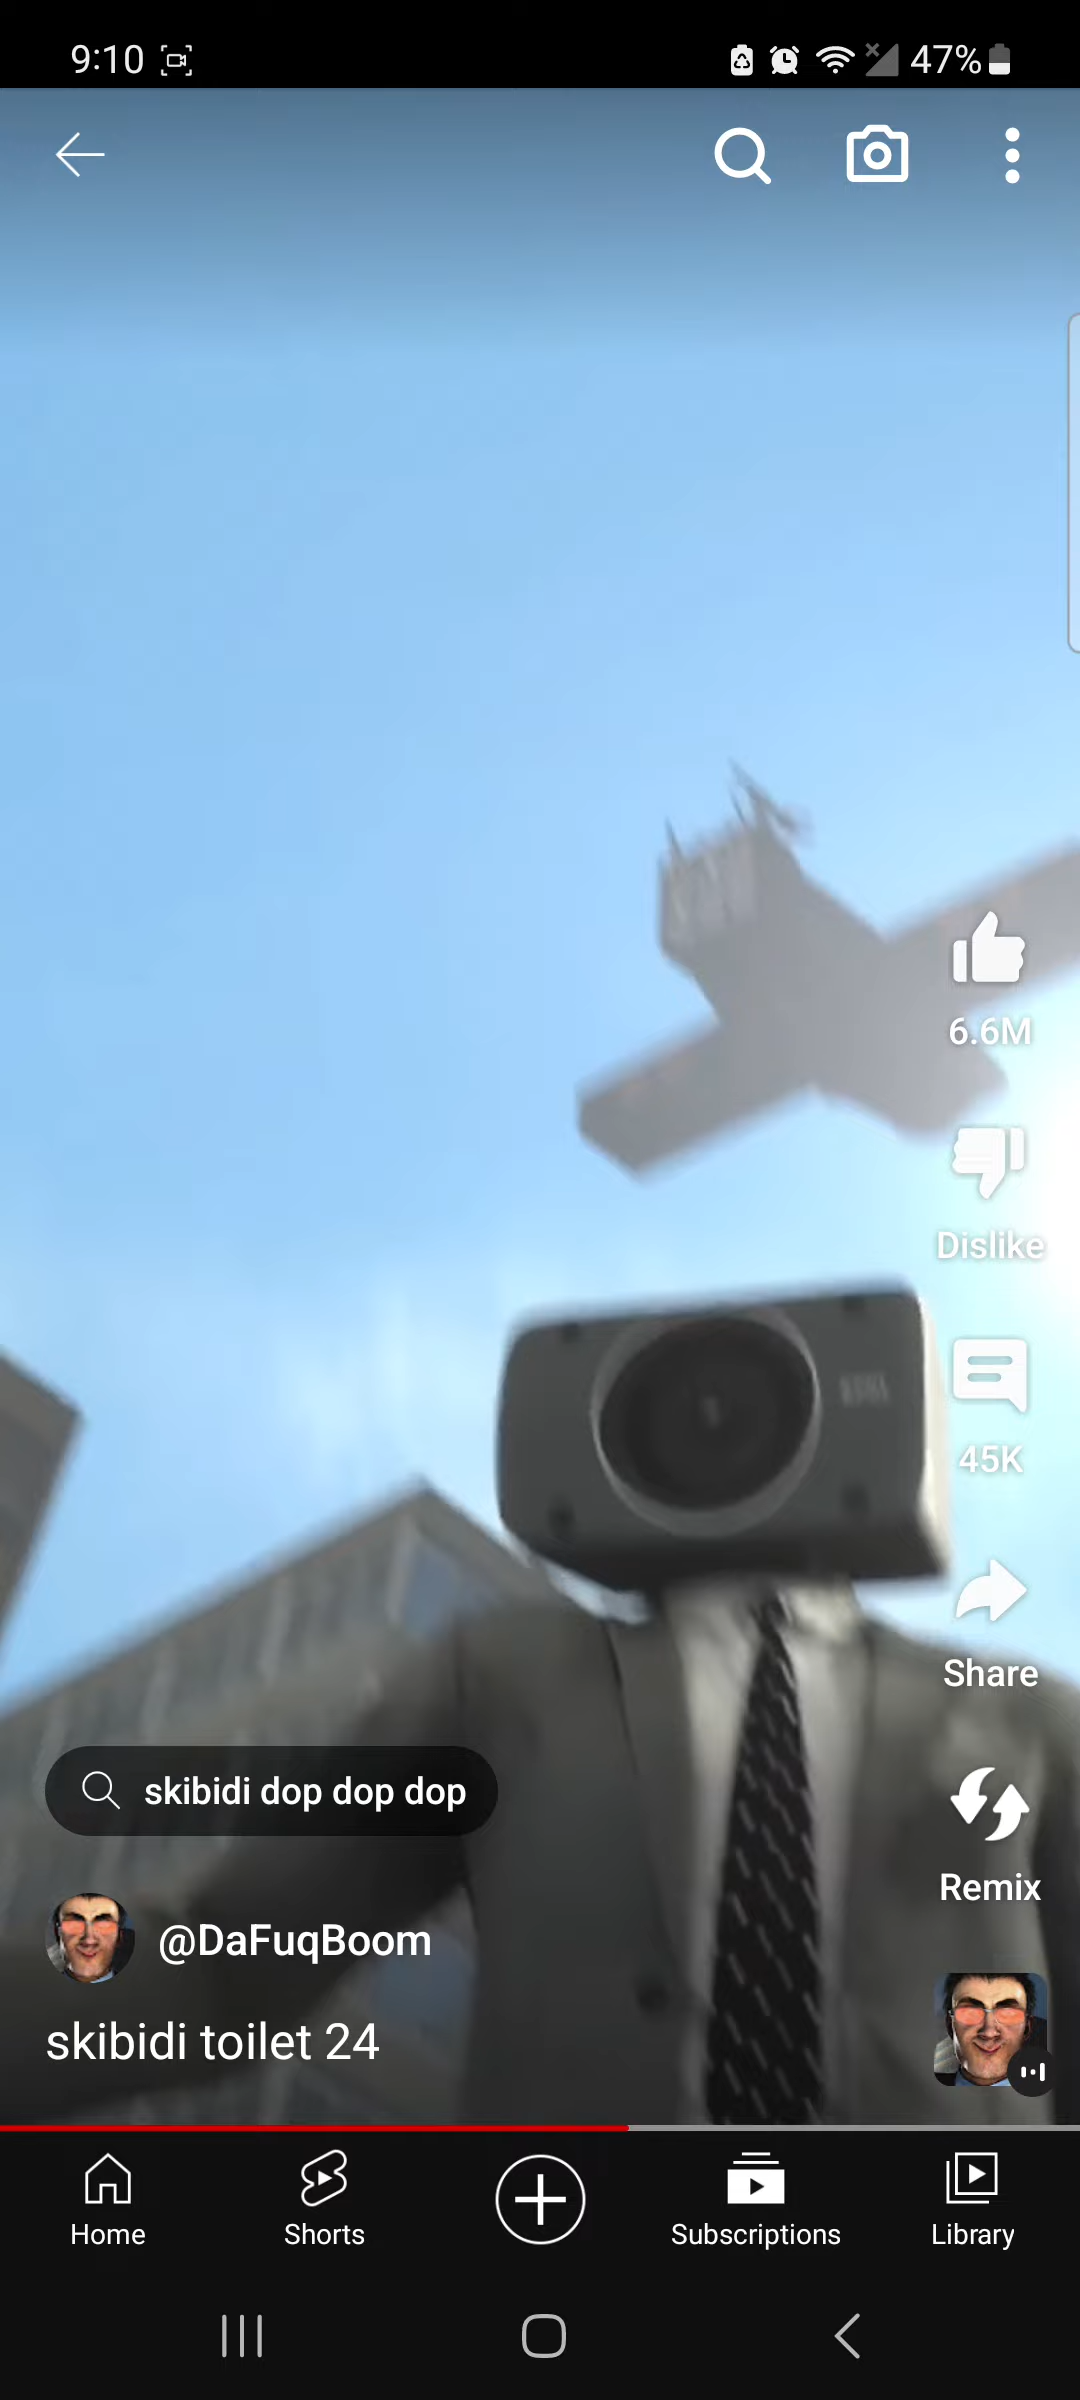 9:10
47%
6.6M
Dislike
45K
Share
skibidi dop dop dop
Remix
@DaFuqBoom
skibidi toilet 24
Home
Shorts
Subscriptions
Library